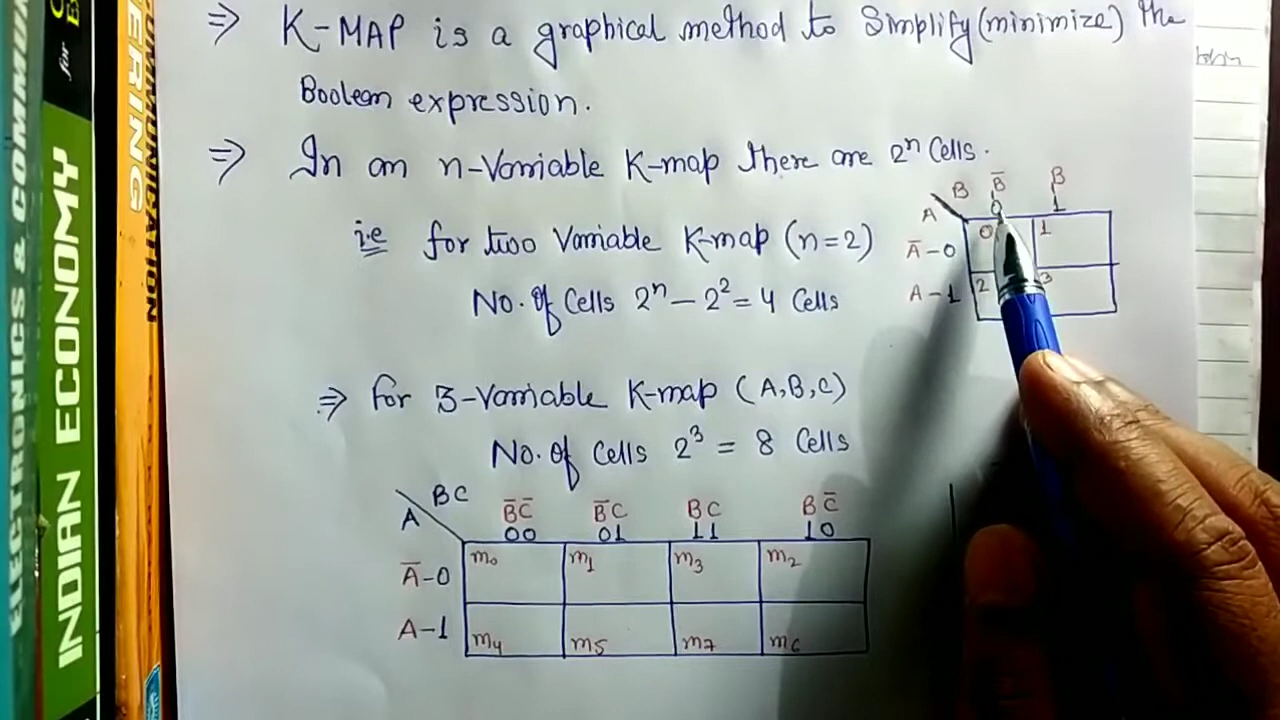 ⇒ K-MAP is a graphical method to Simplify (minimize) the
Boolean expression.
⇒ In an n-Variable K-map there are 2ⁿ Cells.
i.e for two Variable K-map (n=2)
No. of Cells 2ⁿ - 2² = 4 Cells
B B̅ B
A 0 1
A̅-0 0 1
A-1 2 3
⇒ for 3-Variable K-map (A,B,C)
No. of Cells 2³ = 8 Cells
BC B̅C̅ B̅C BC BC̅
A 00 01 11 10
A̅-0 m₀ m₁ m₃ m₂
A-1 m₄ m₅ m₇ m₆
ELECTRONICS & COMMUN
INDIAN ECONOMY
for
COMMUNICATION
ERING